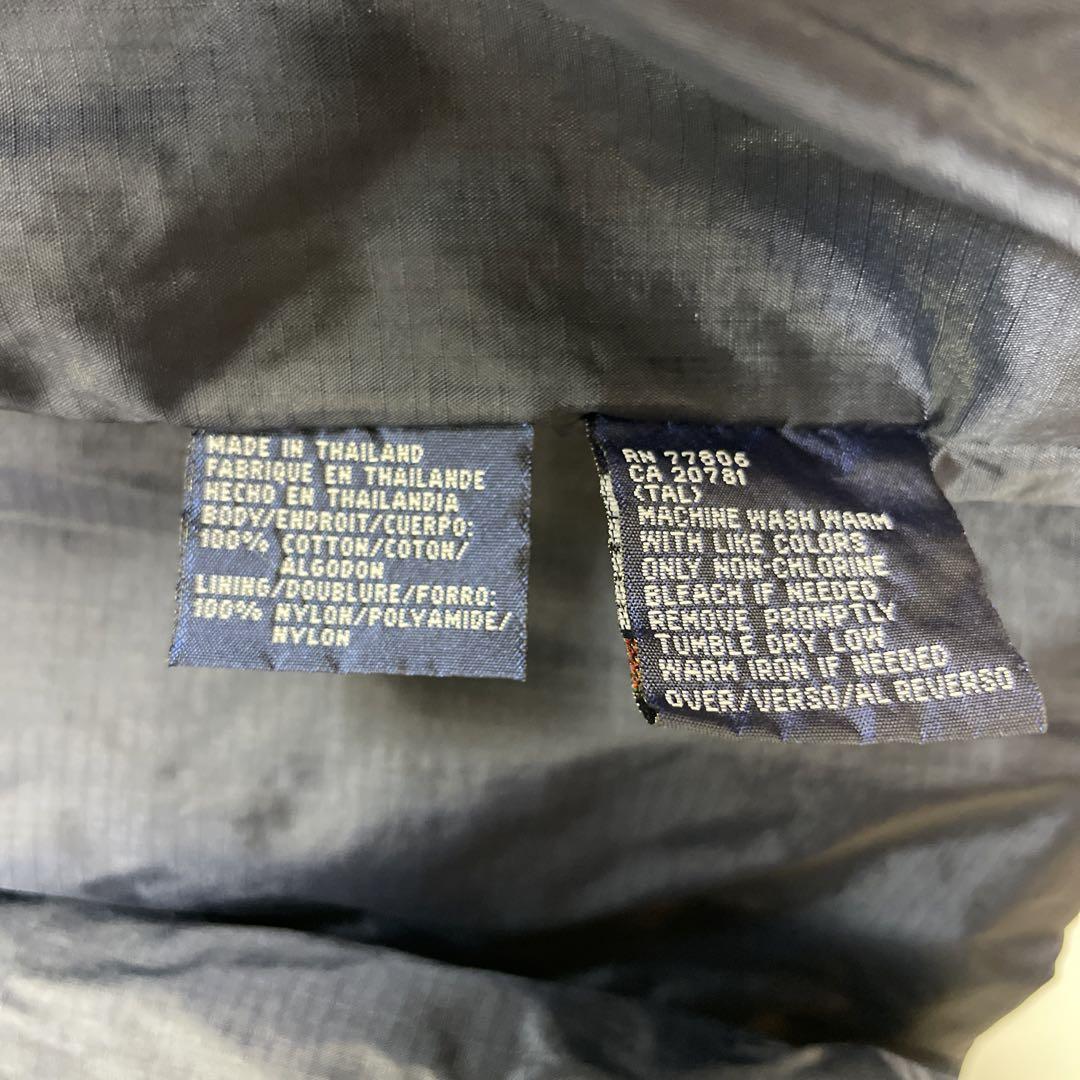 MADE IN THAILAND
FABRIQUE EN THAILANDE
HECHO EN THAILANDIA
BODY/ENDROIT/CUERPO:
100% COTTON/COTON/
ALGODON
LINING/DOUBLURE/FORRO:
100% NYLON/POLYAMIDE/
NYLON
RN 77806
CA 20781
(TAL)
MACHINE WASH WARM
WITH LIKE COLORS
ONLY NON-CHLORINE
BLEACH IF NEEDED
REMOVE PROMPTLY
TUMBLE DRY LOW
WARM IRON IF NEEDED
OVER/VERSO/AL REVERSO